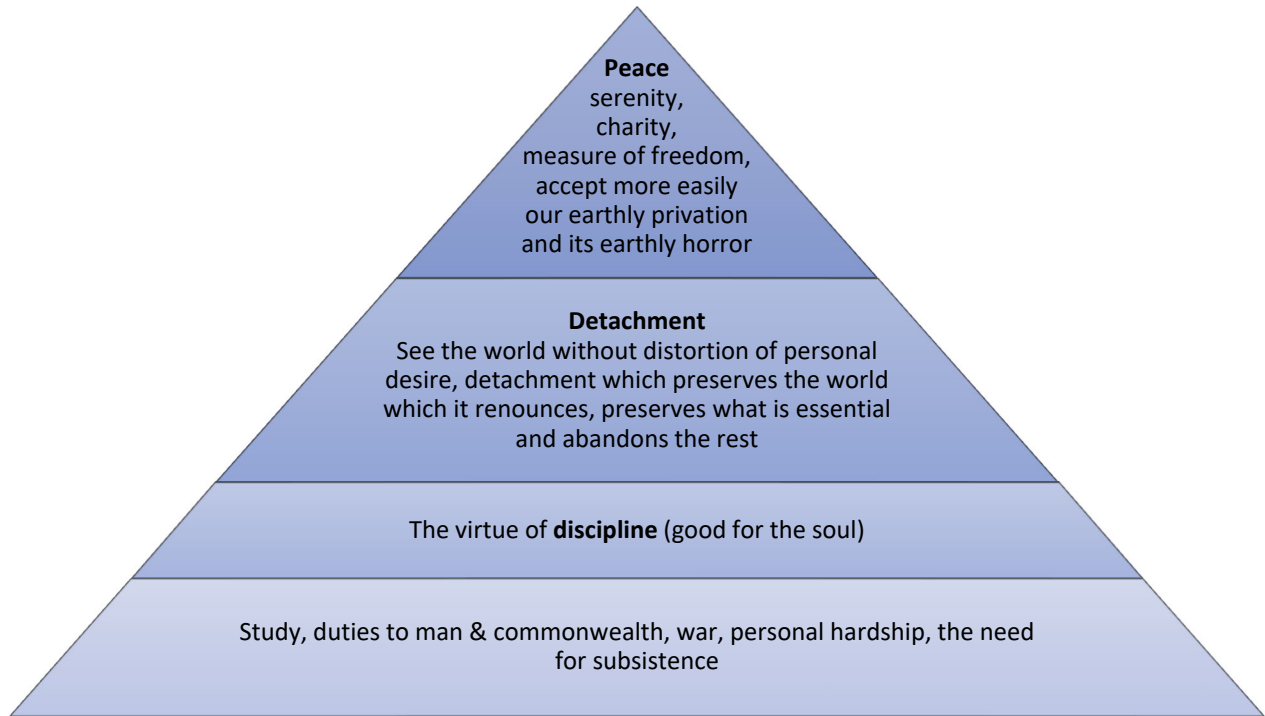 Peace
serenity,
charity,
measure of freedom,
accept more easily
our earthly privation
and its earthly horror
Detachment
See the world without distortion of personal
desire, detachment which preserves the world
which it renounces, preserves what is essential
and abandons the rest
The virtue of discipline (good for the soul)
Study, duties to man & commonwealth, war, personal hardship, the need
for subsistence